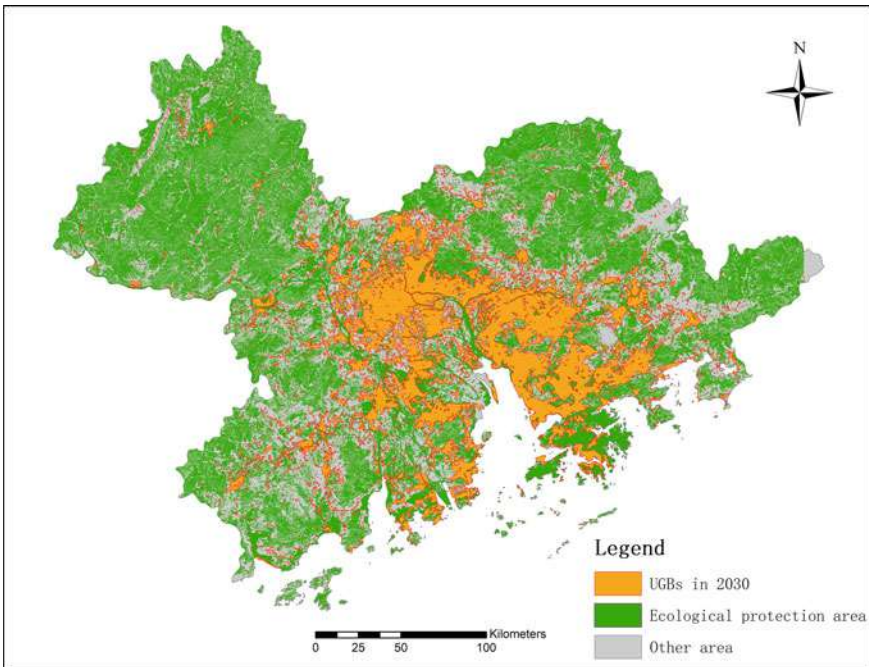 N
Legend
UGBs in 2030
Ecological protection area
Other area
Kilometers
0 25 50 100